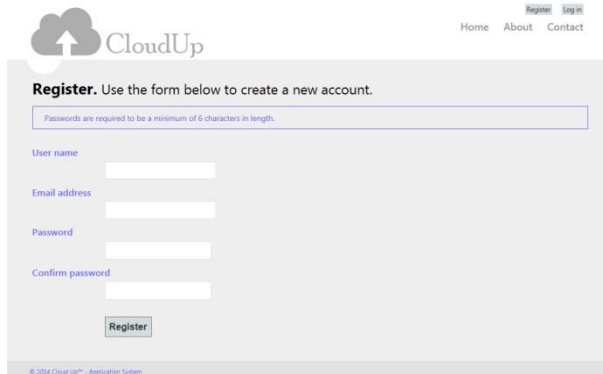 Register Log in
CloudUp
Home About Contact
Register. Use the form below to create a new account.
Passwords are required to be a minimum of 6 characters in length.
User name
Email address
Password
Confirm password
Register
© 2014 Cloud Up™ - Application System